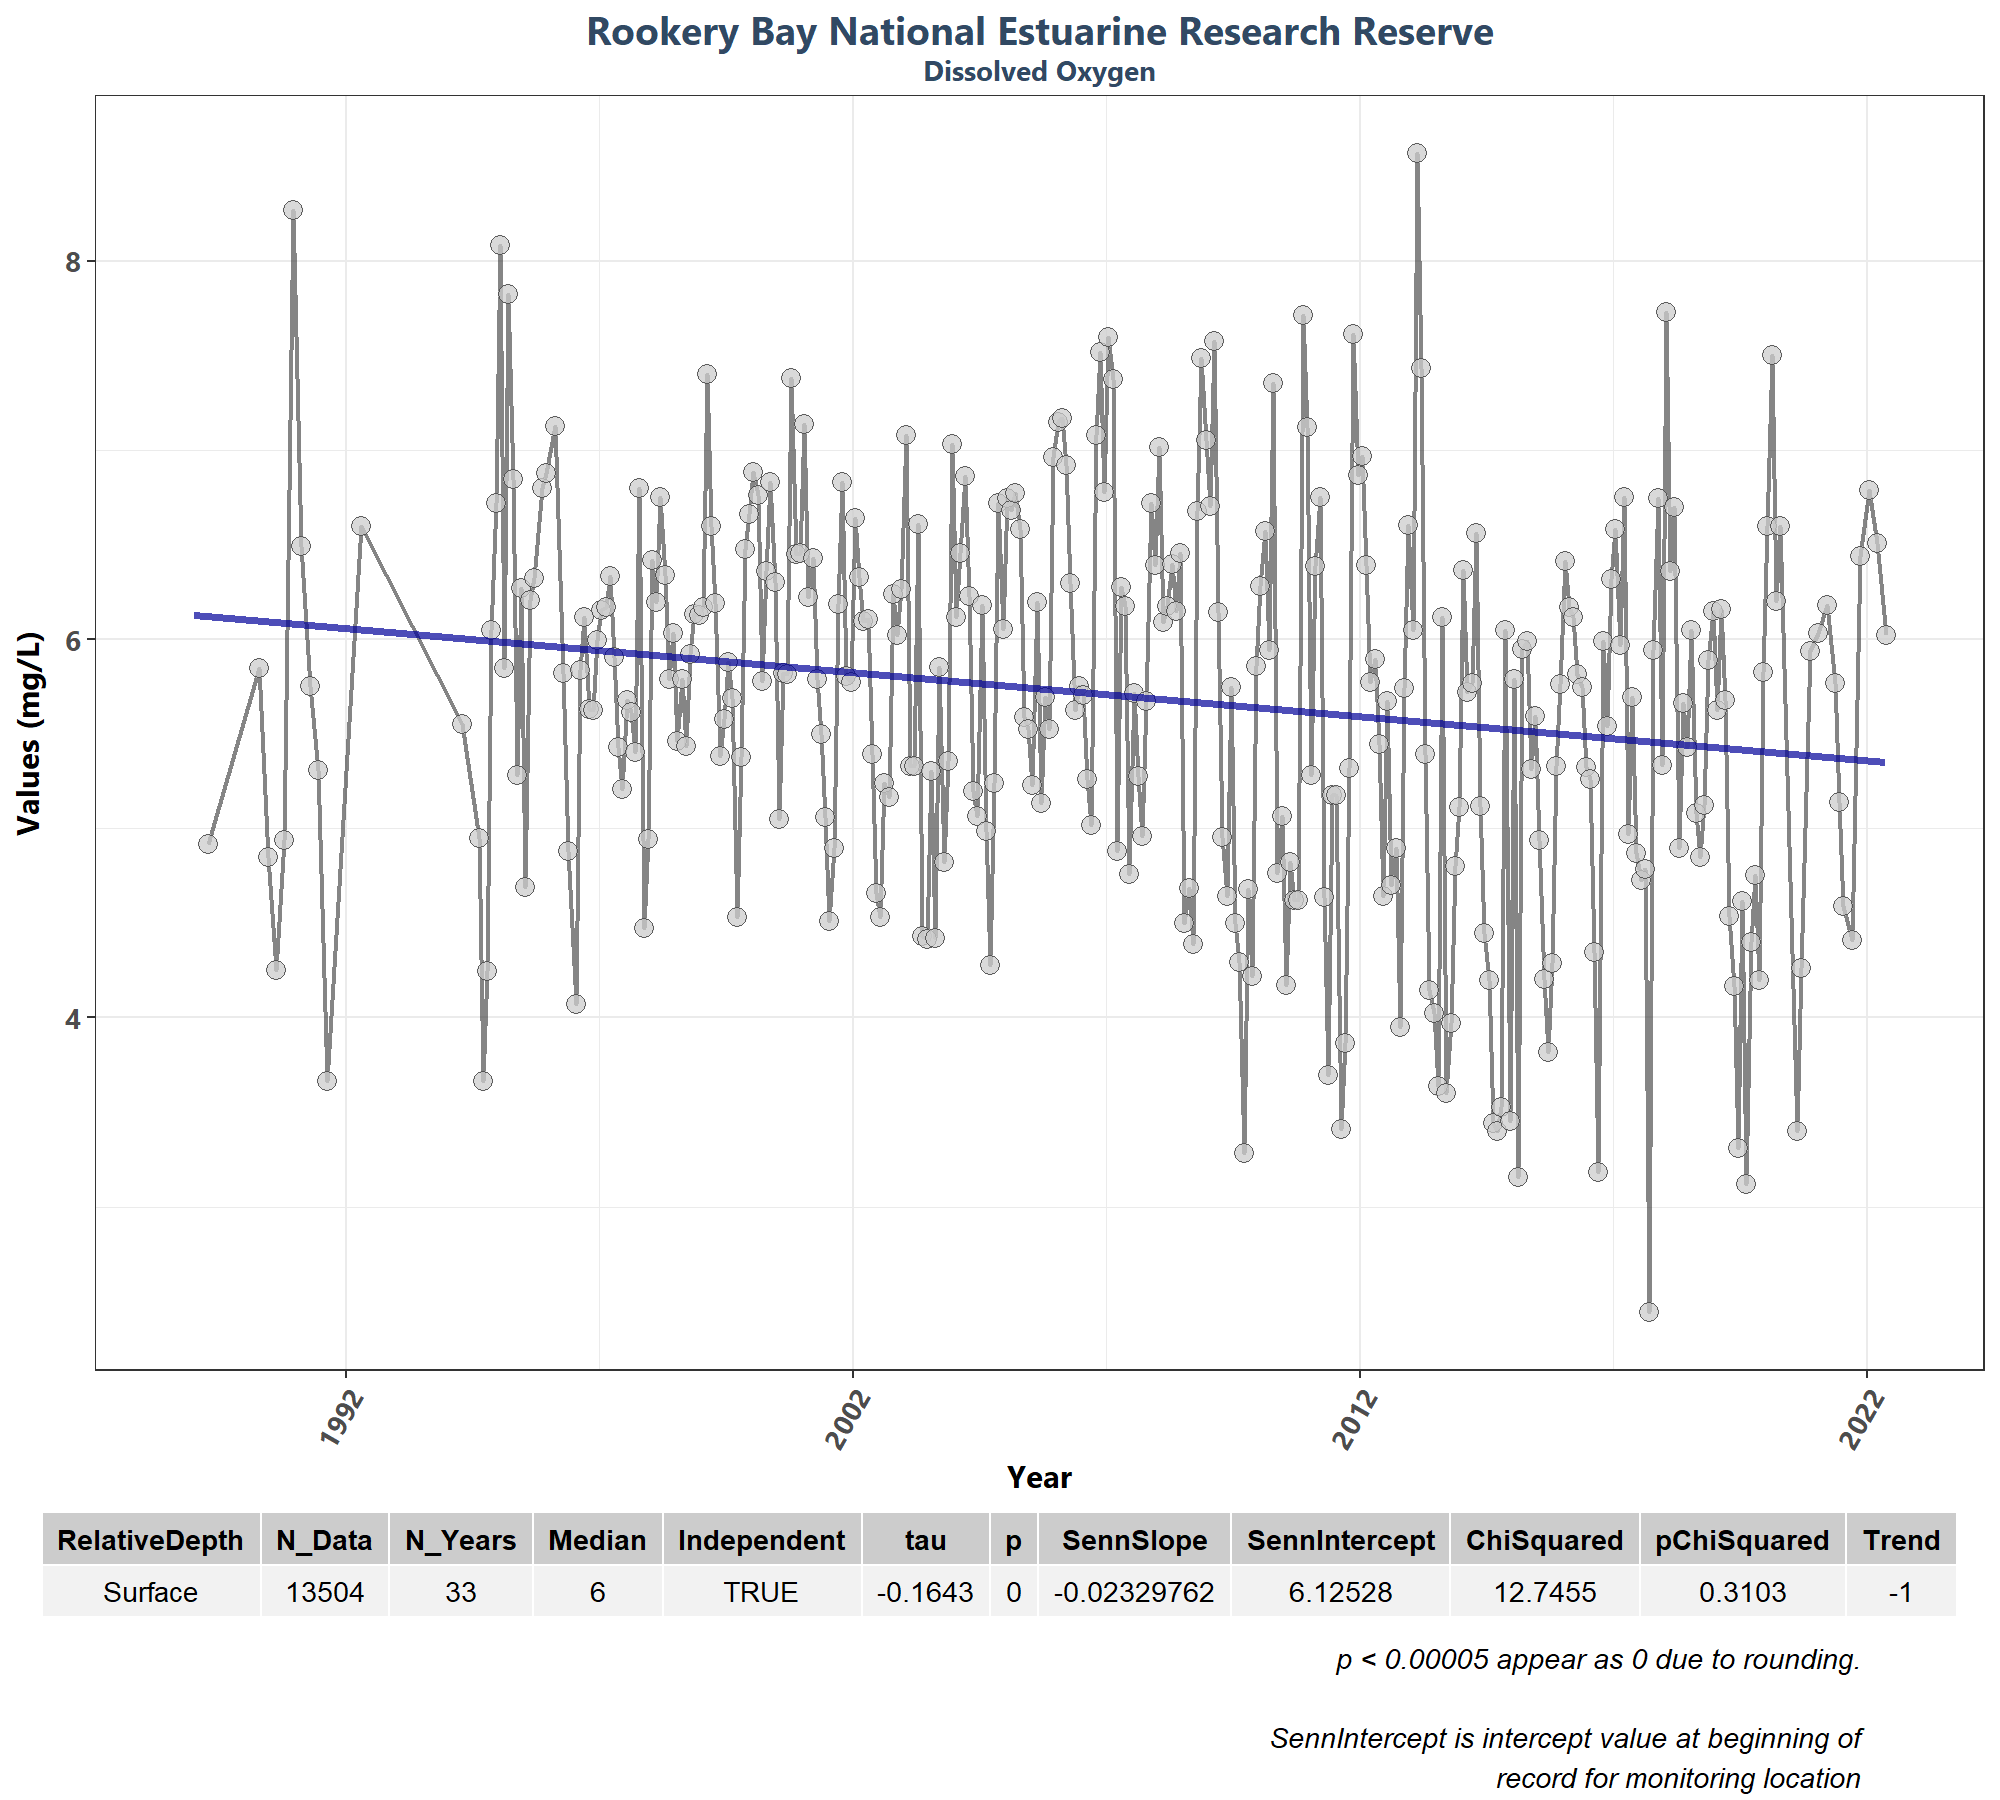 Rookery Bay National Estuarine Research Reserve
Dissolved Oxygen
Values (mg/L)
8
6
4
1992
2002
2012
2022
Year
RelativeDepth N_Data N_Years Median Independent tau p SennSlope SennIntercept ChiSquared pChiSquared Trend
Surface 13504 33 6 TRUE -0.1643 0 -0.02329762 6.12528 12.7455 0.3103 -1
p < 0.00005 appear as 0 due to rounding.
SennIntercept is intercept value at beginning of
record for monitoring location